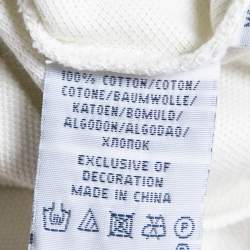 100% COTTON/COTON/
COTONE/BAUMWOLLE/
KATOEN/BOMULD/
ALGODON/ALGODAO/
ХЛОПОК
EXCLUSIVE OF
DECORATION
MADE IN CHINA
P